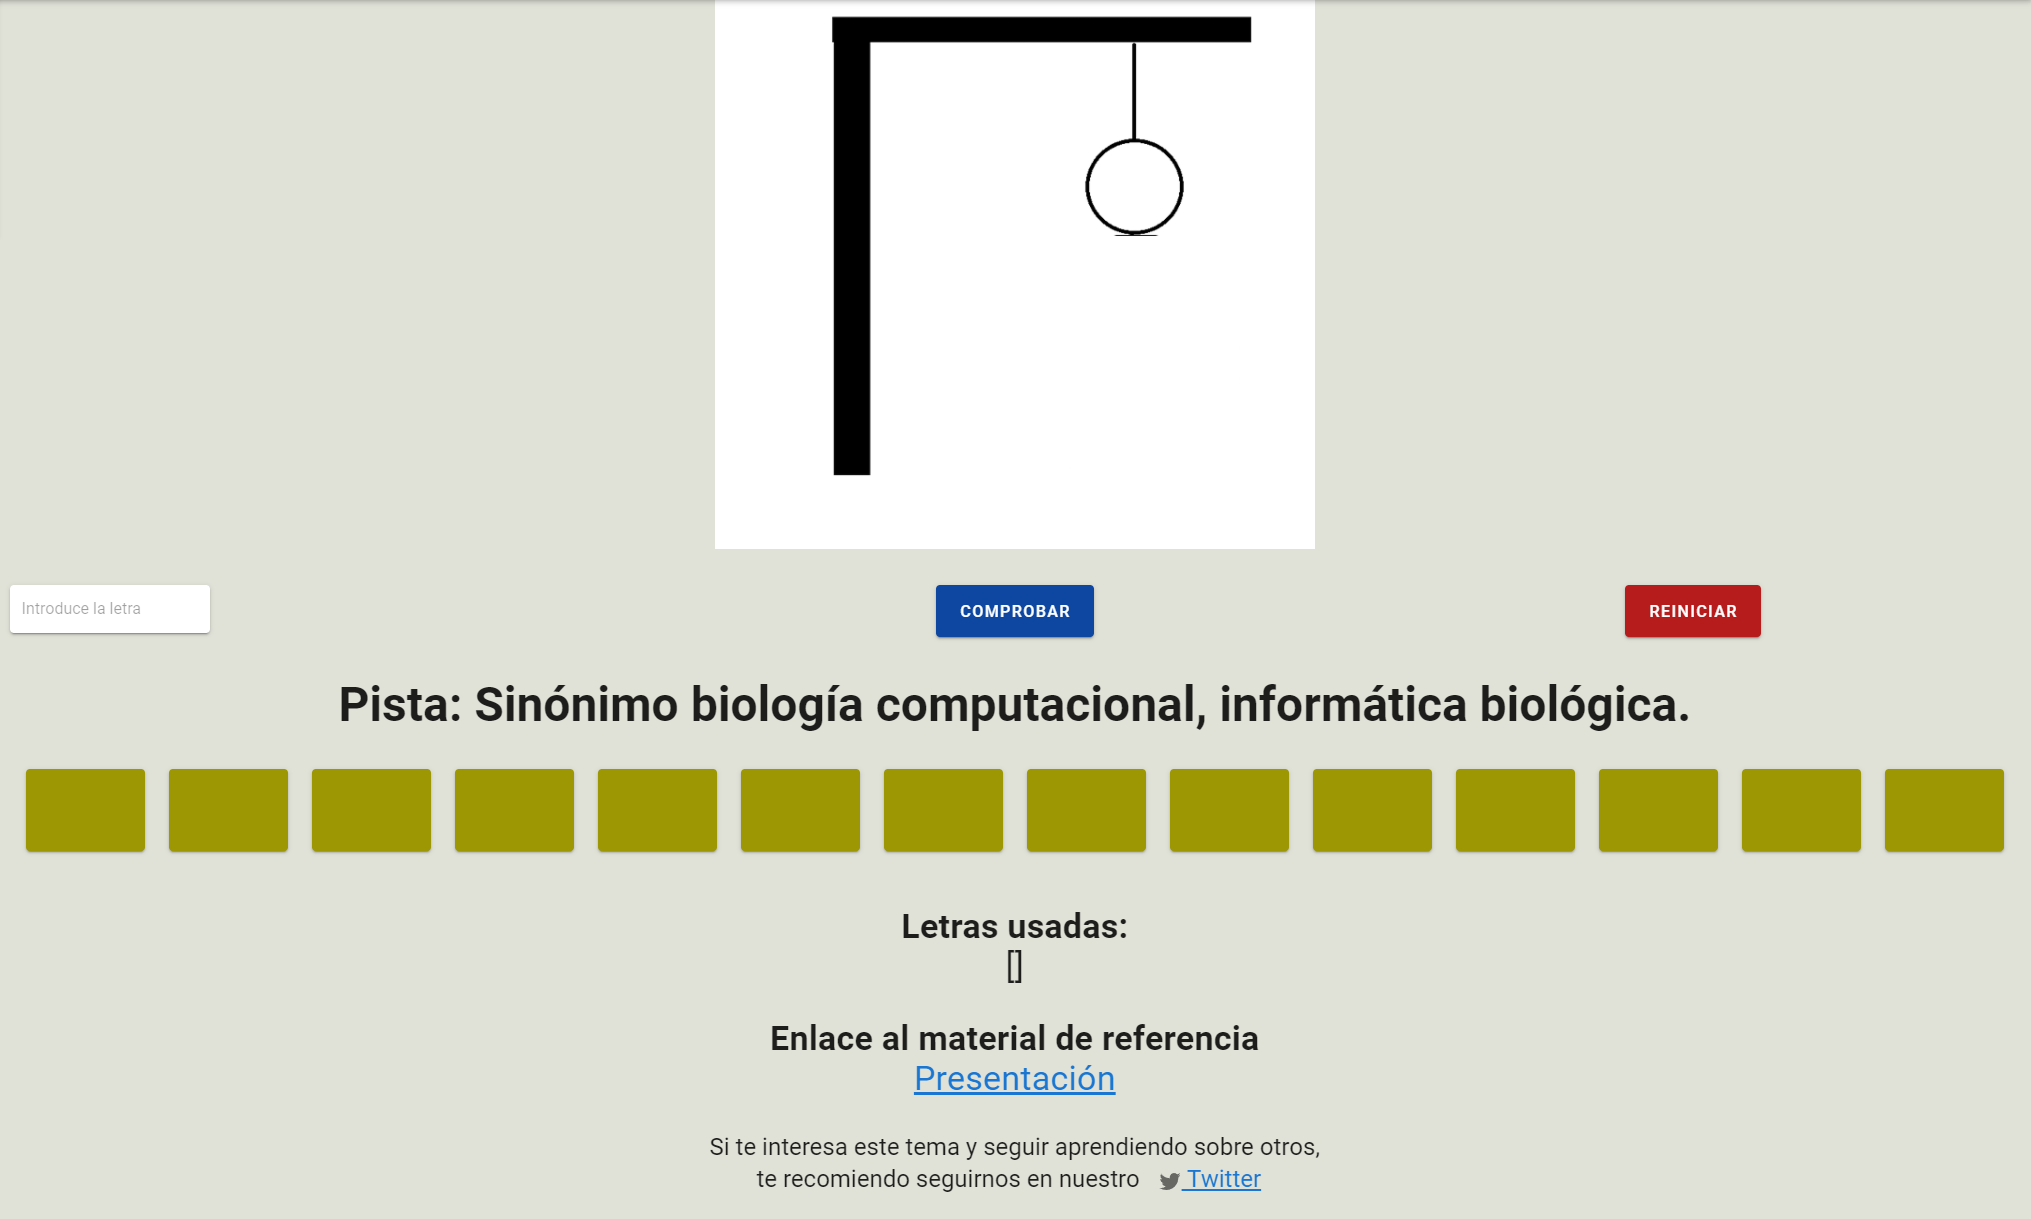 Introduce la letra
COMPROBAR
REINICIAR
Pista: Sinónimo biología computacional, informática biológica.
Letras usadas:
[]
Enlace al material de referencia
Presentación
Si te interesa este tema y seguir aprendiendo sobre otros,
te recomiendo seguirnos en nuestro Twitter